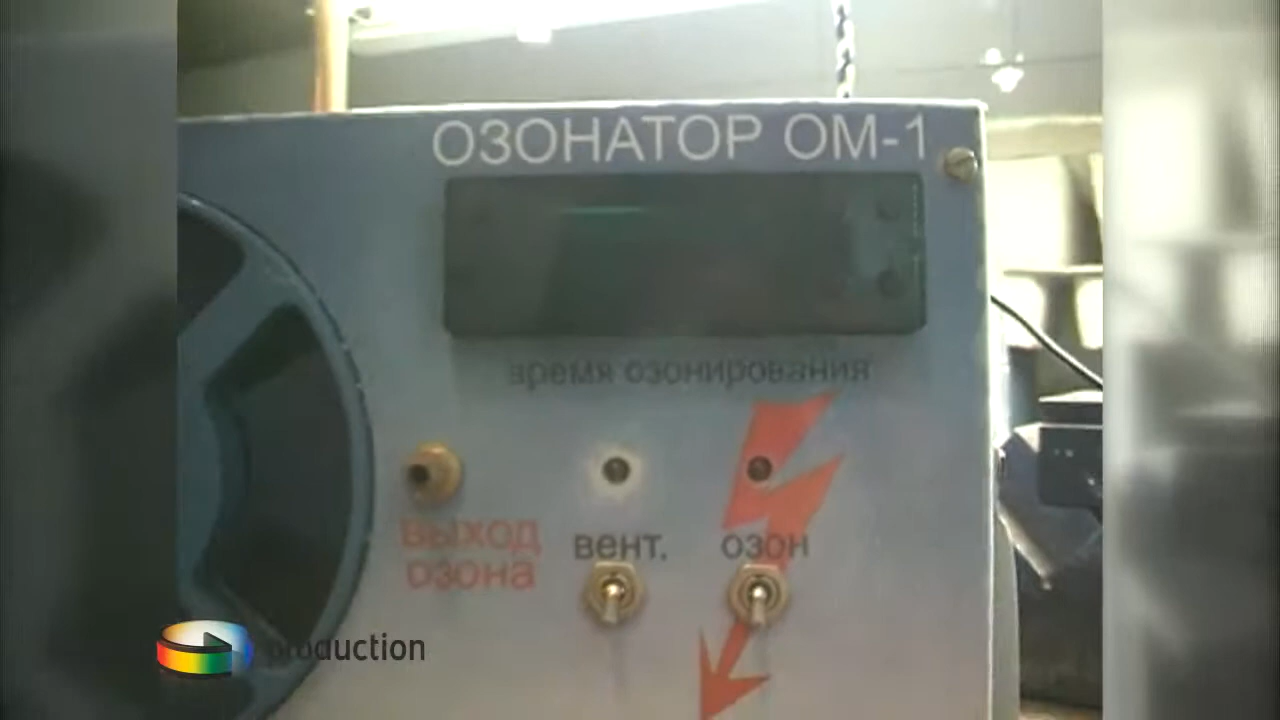 ОЗОНАТОР ОМ-1
время озонирования
выход
озона
вент.
озон
production